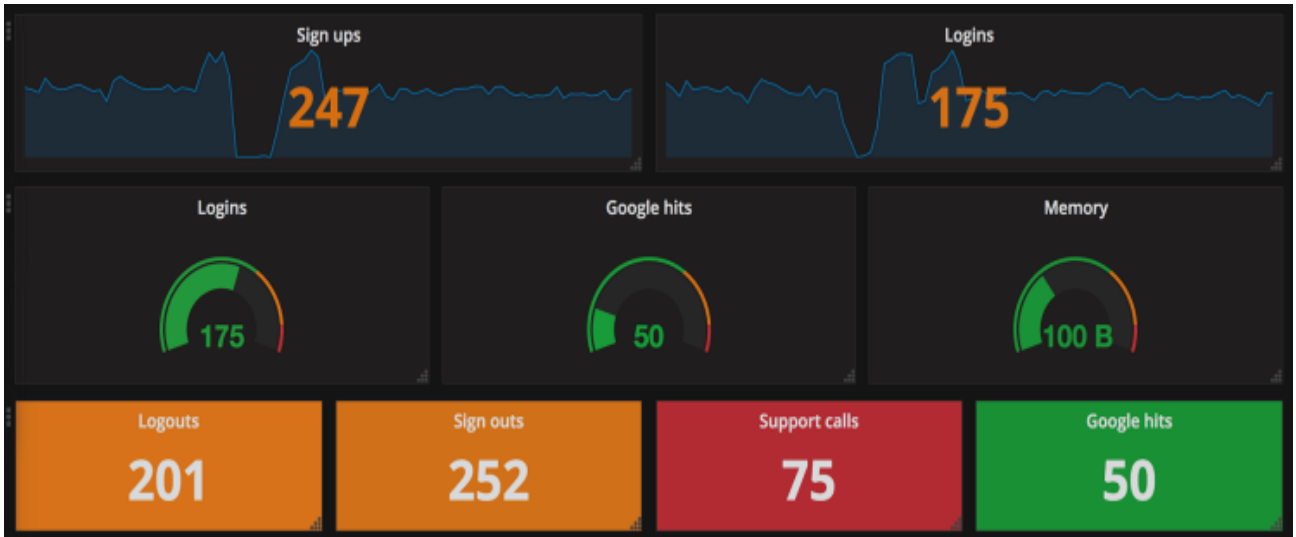 Sign ups
247
Logins
175
Logins
175
Google hits
50
Memory
100 B
Logouts
201
Sign outs
252
Support calls
75
Google hits
50